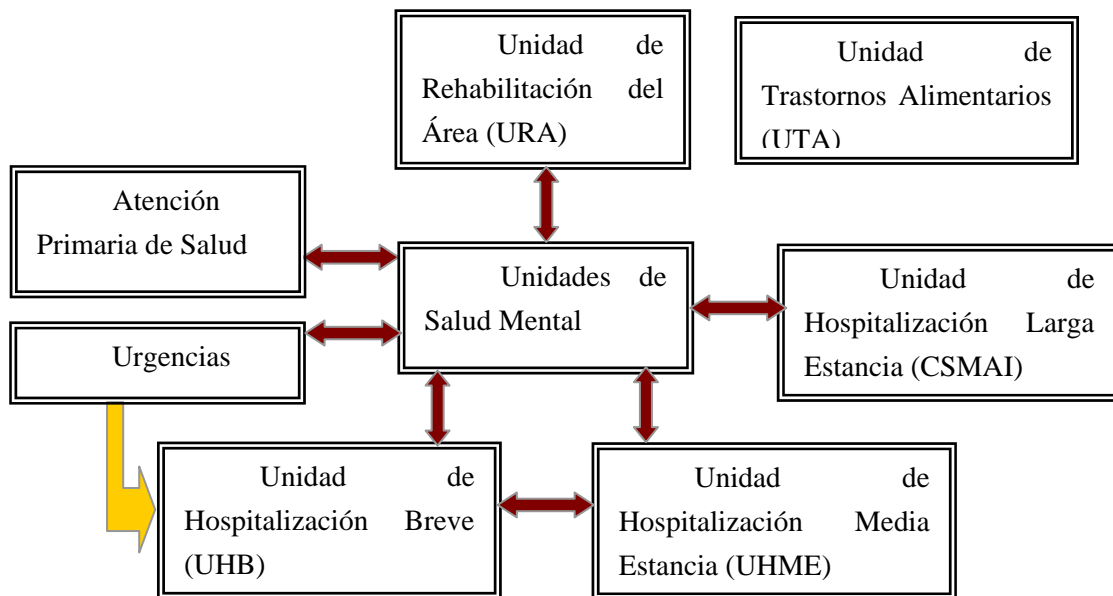 Unidad de
Rehabilitación del
Área (URA)
Unidad de
Trastornos Alimentarios
(UTA)
Atención
Primaria de Salud
Unidades de
Salud Mental
Unidad de
Hospitalización Larga
Estancia (CSMAI)
Urgencias
Unidad de
Hospitalización Breve
(UHB)
Unidad de
Hospitalización Media
Estancia (UHME)